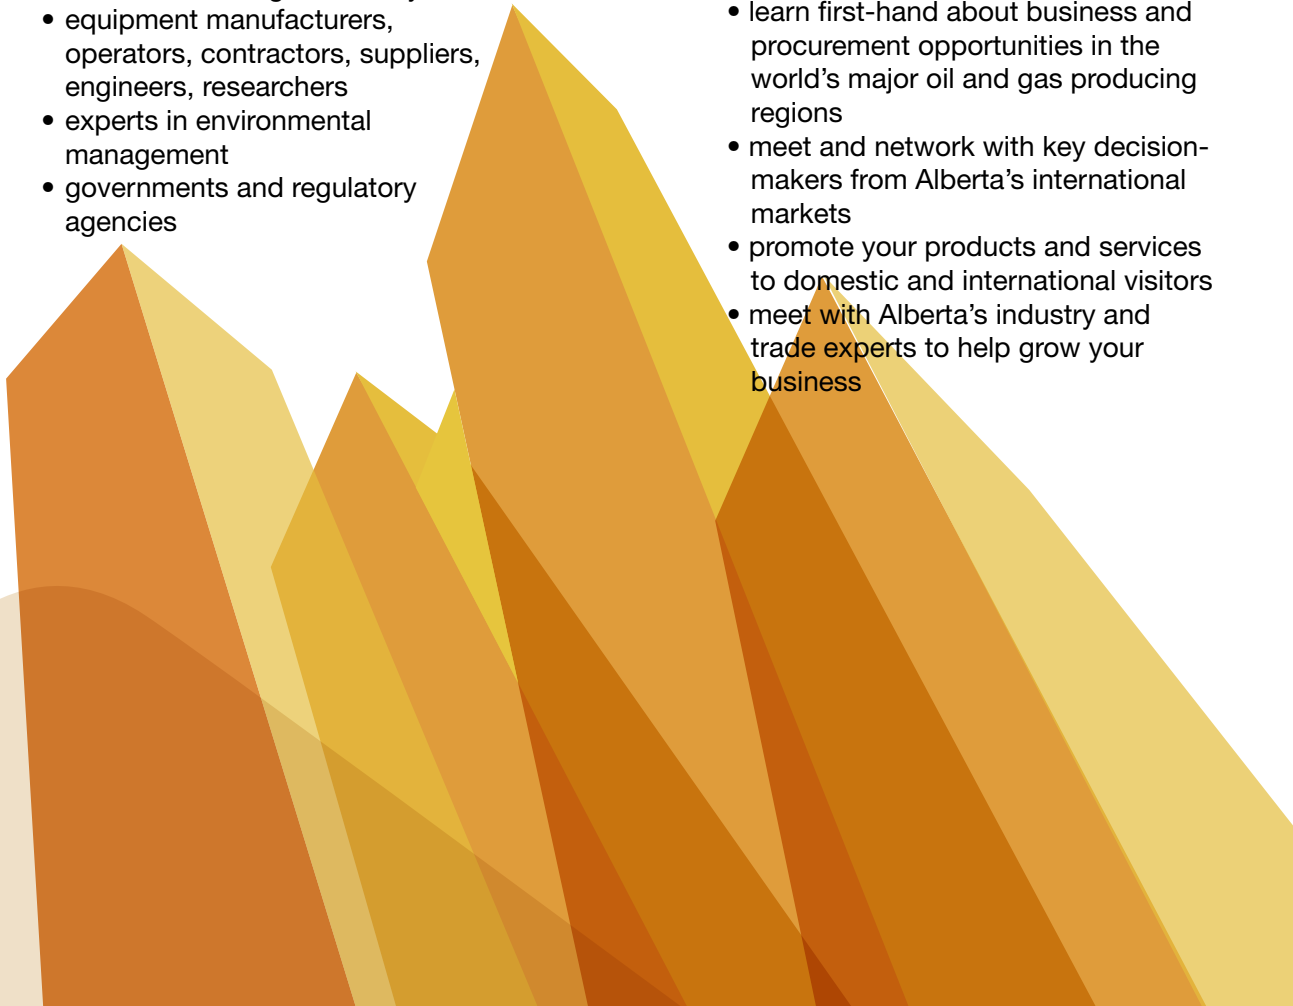 • equipment manufacturers,
operators, contractors, suppliers,
engineers, researchers
• experts in environmental
management
• governments and regulatory
agencies
• learn first-hand about business and
procurement opportunities in the
world’s major oil and gas producing
regions
• meet and network with key decision-
makers from Alberta’s international
markets
• promote your products and services
to domestic and international visitors
• meet with Alberta’s industry and
trade experts to help grow your
business